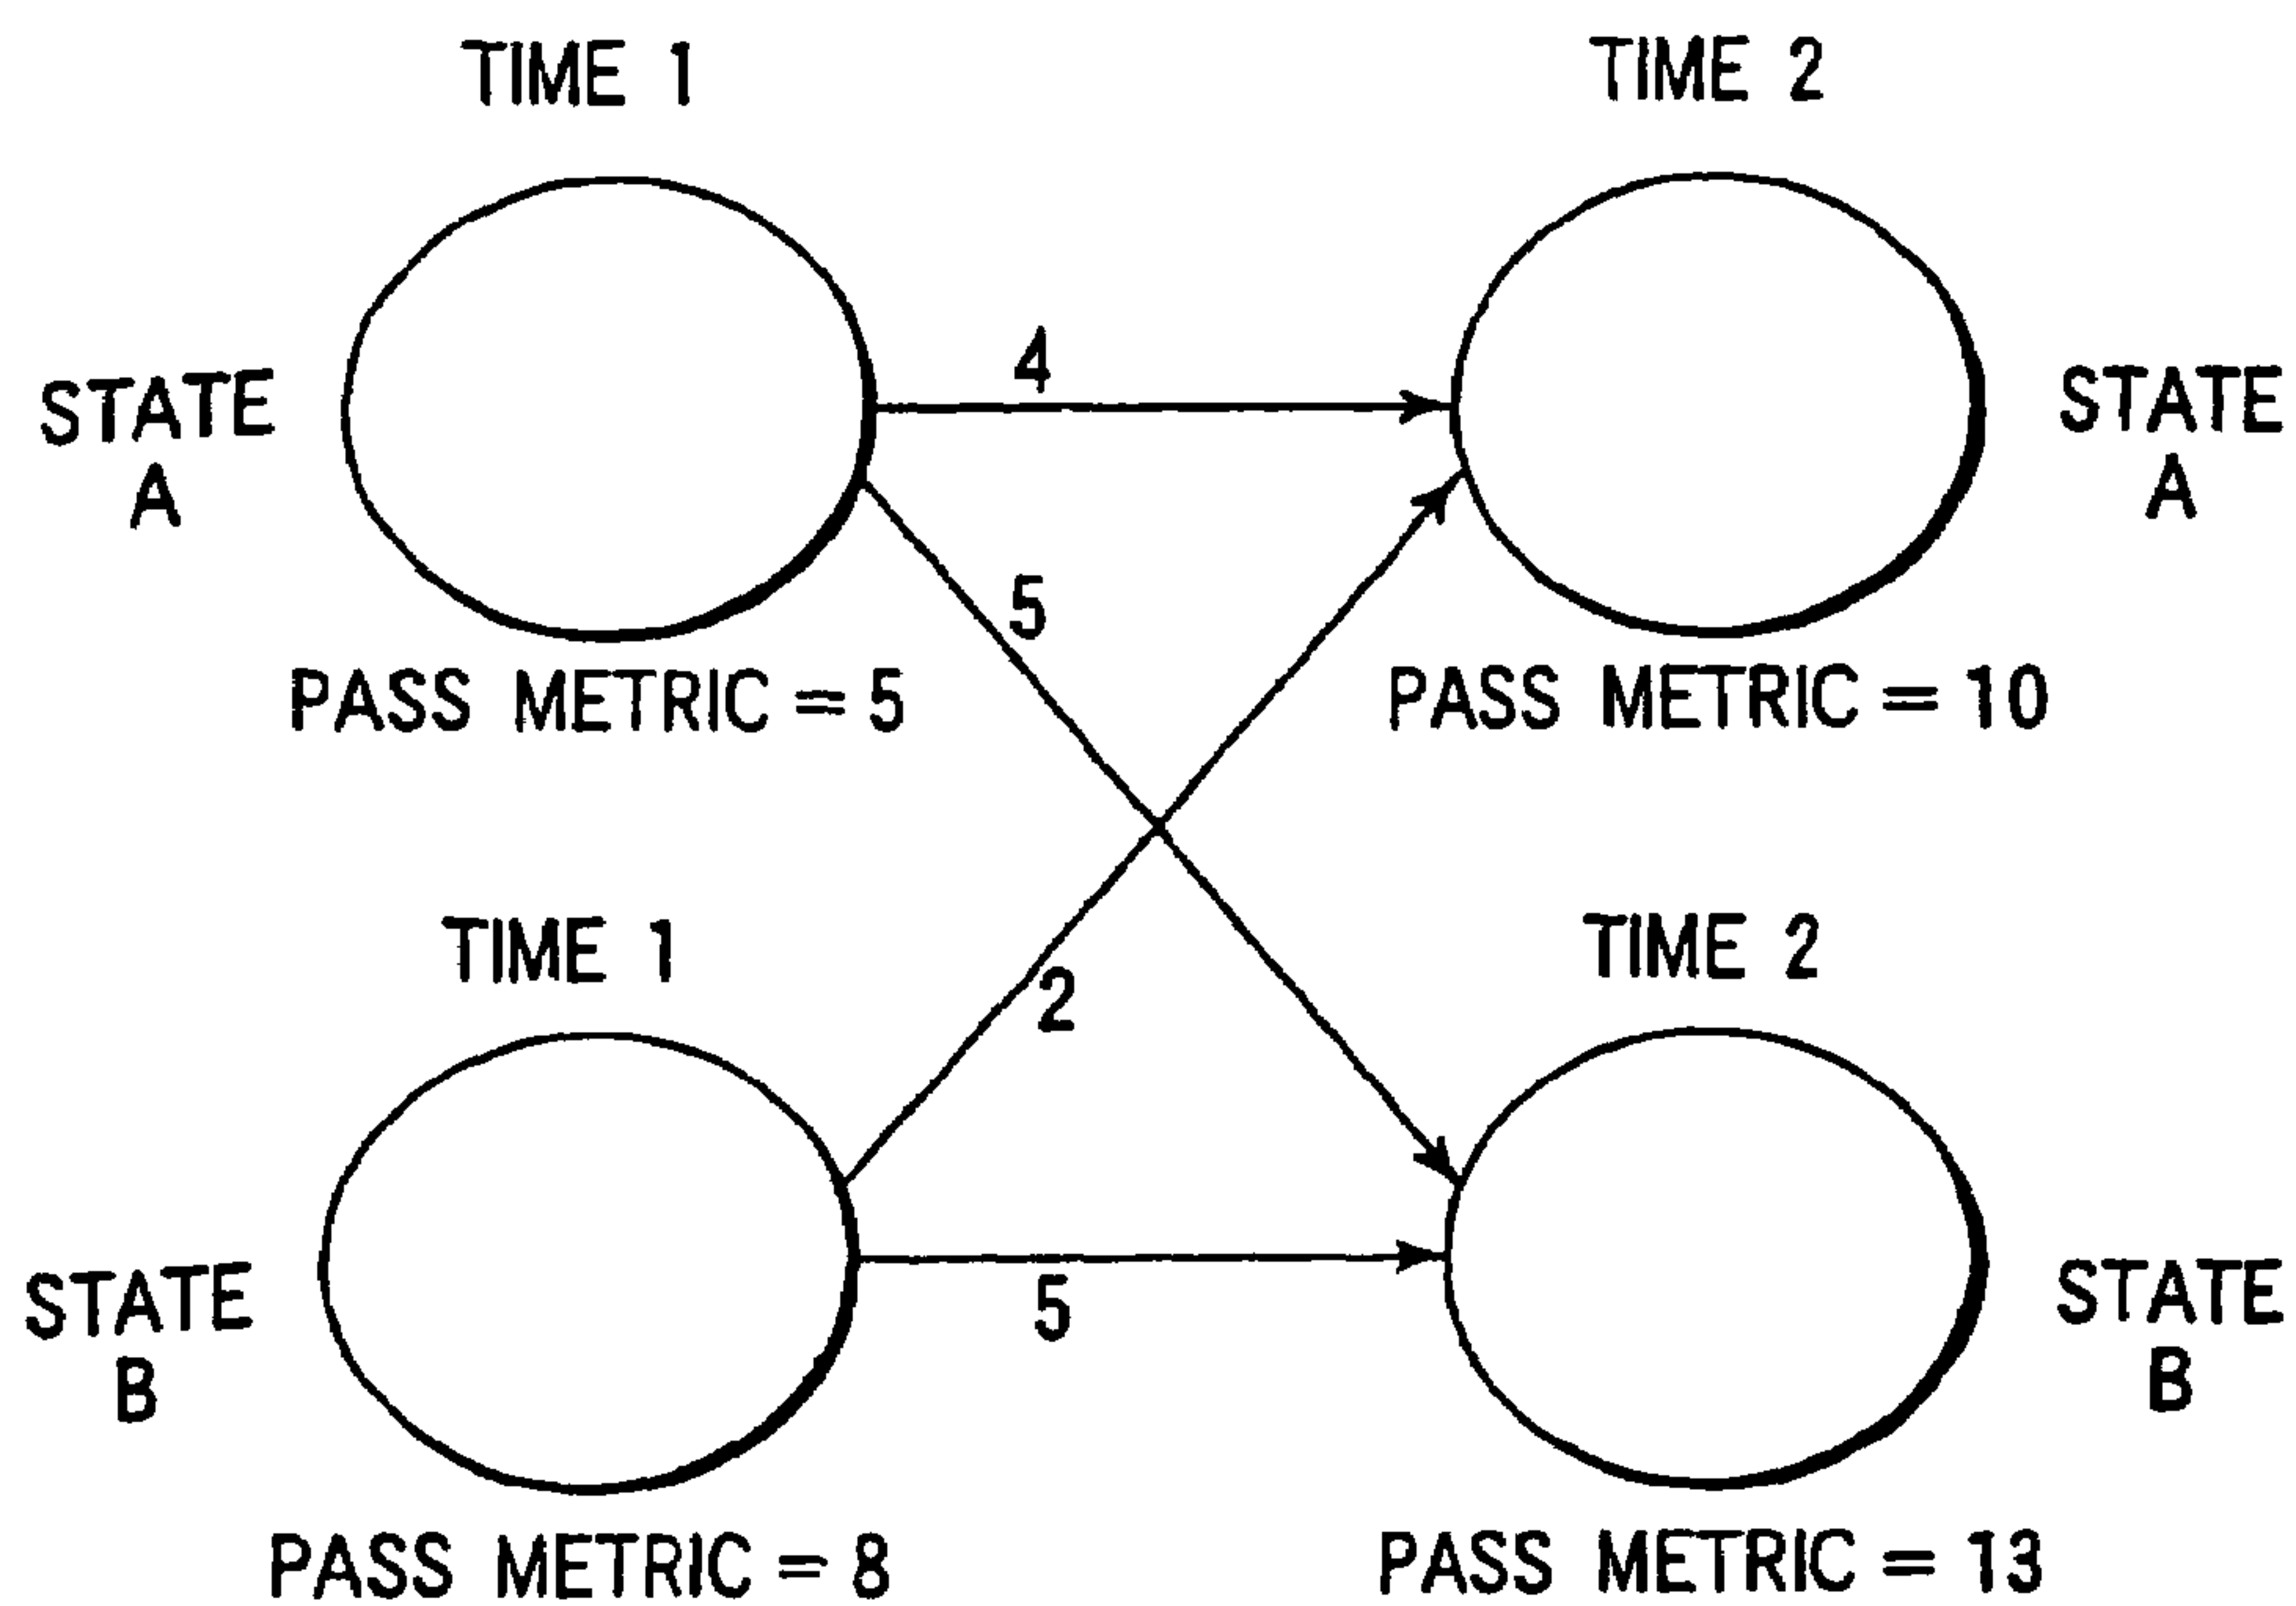 TIME 1
TIME 2
STATE
A
4
STATE
A
5
PASS METRIC = 5
PASS METRIC = 10
TIME 1
TIME 2
2
STATE
B
5
STATE
B
PASS METRIC = 8
PASS METRIC = 13